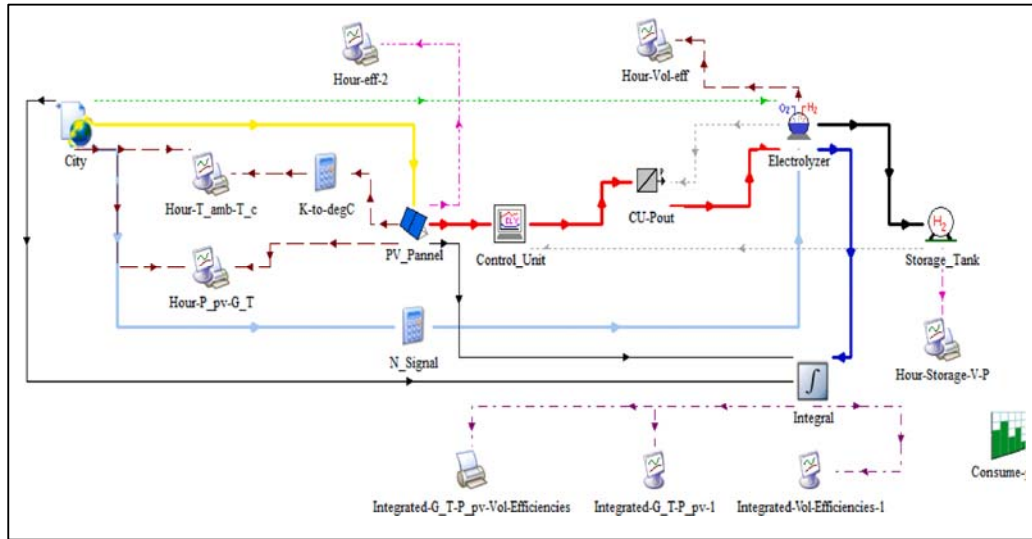 Hour-eff-2
Hour-Vol-eff
O2 H2
City
Electrolyzer
Hour-T_amb-T_c
K-to-degC
CU-Pout
H2
PV_Pannel
Control_Unit
Storage_Tank
Hour-P_pv-G_T
N_Signal
Hour-Storage-V-P
Integral
Consume-
Integrated-G_T-P_pv-Vol-Efficiencies
Integrated-G_T-P_pv-1
Integrated-Vol-Efficiencies-1